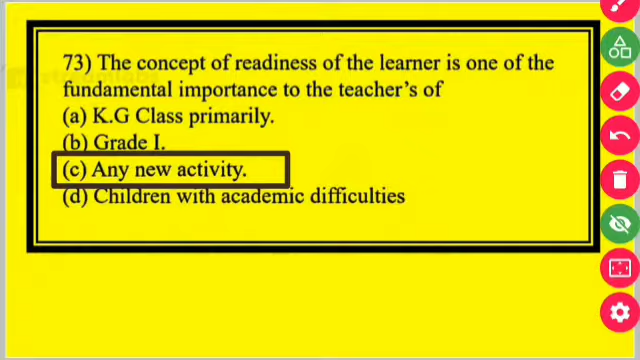 73) The concept of readiness of the learner is one of the
fundamental importance to the teacher's of
(a) K.G Class primarily.
(b) Grade I.
(c) Any new activity.
(d) Children with academic difficulties